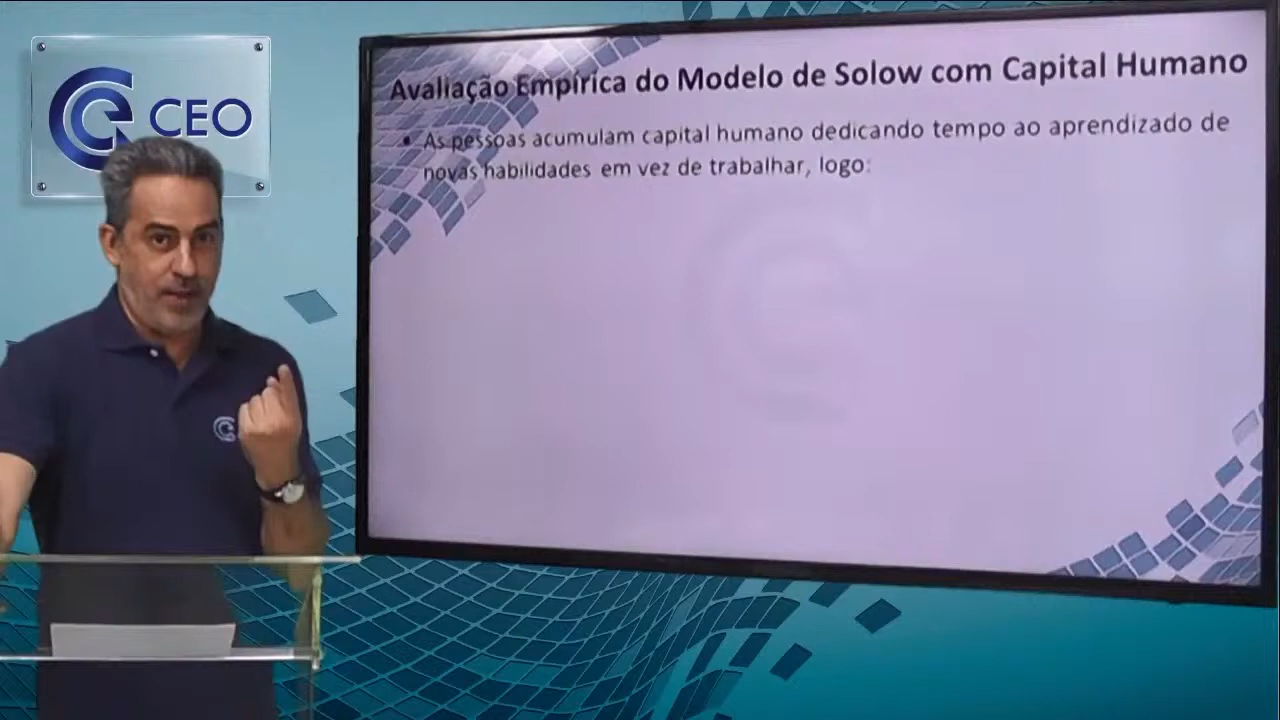 CEO
Avaliação Empírica do Modelo de Solow com Capital Humano
• As pessoas acumulam capital humano dedicando tempo ao aprendizado de
novas habilidades em vez de trabalhar, logo: